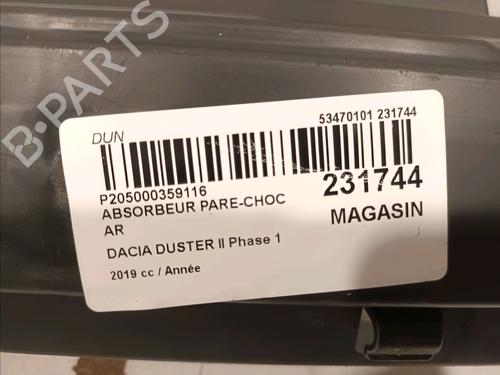 B-PARTS
DUN
53470101 231744
P205000359116
ABSORBEUR PARE-CHOC
AR
231744
MAGASIN
DACIA DUSTER II Phase 1
2019 cc / Année